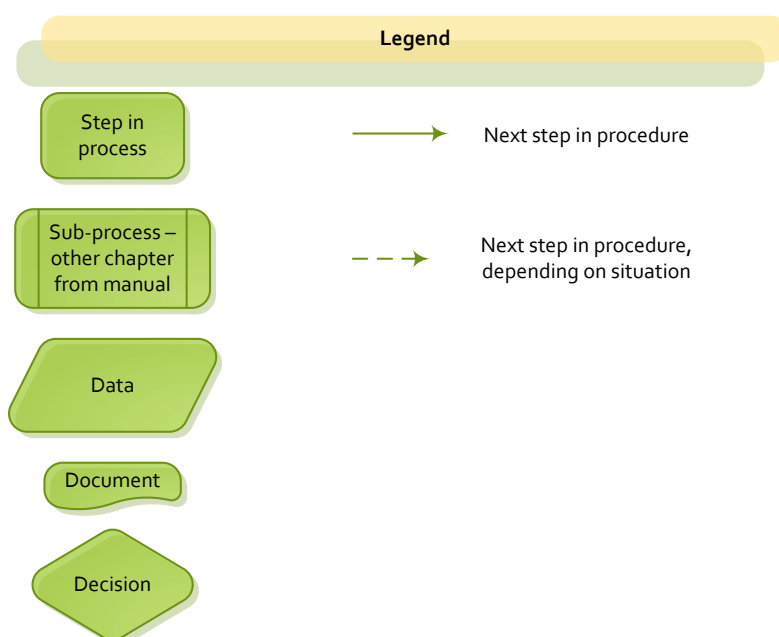 Legend
Step in
process
Next step in procedure
Sub-process –
other chapter
from manual
Next step in procedure,
depending on situation
Data
Document
Decision